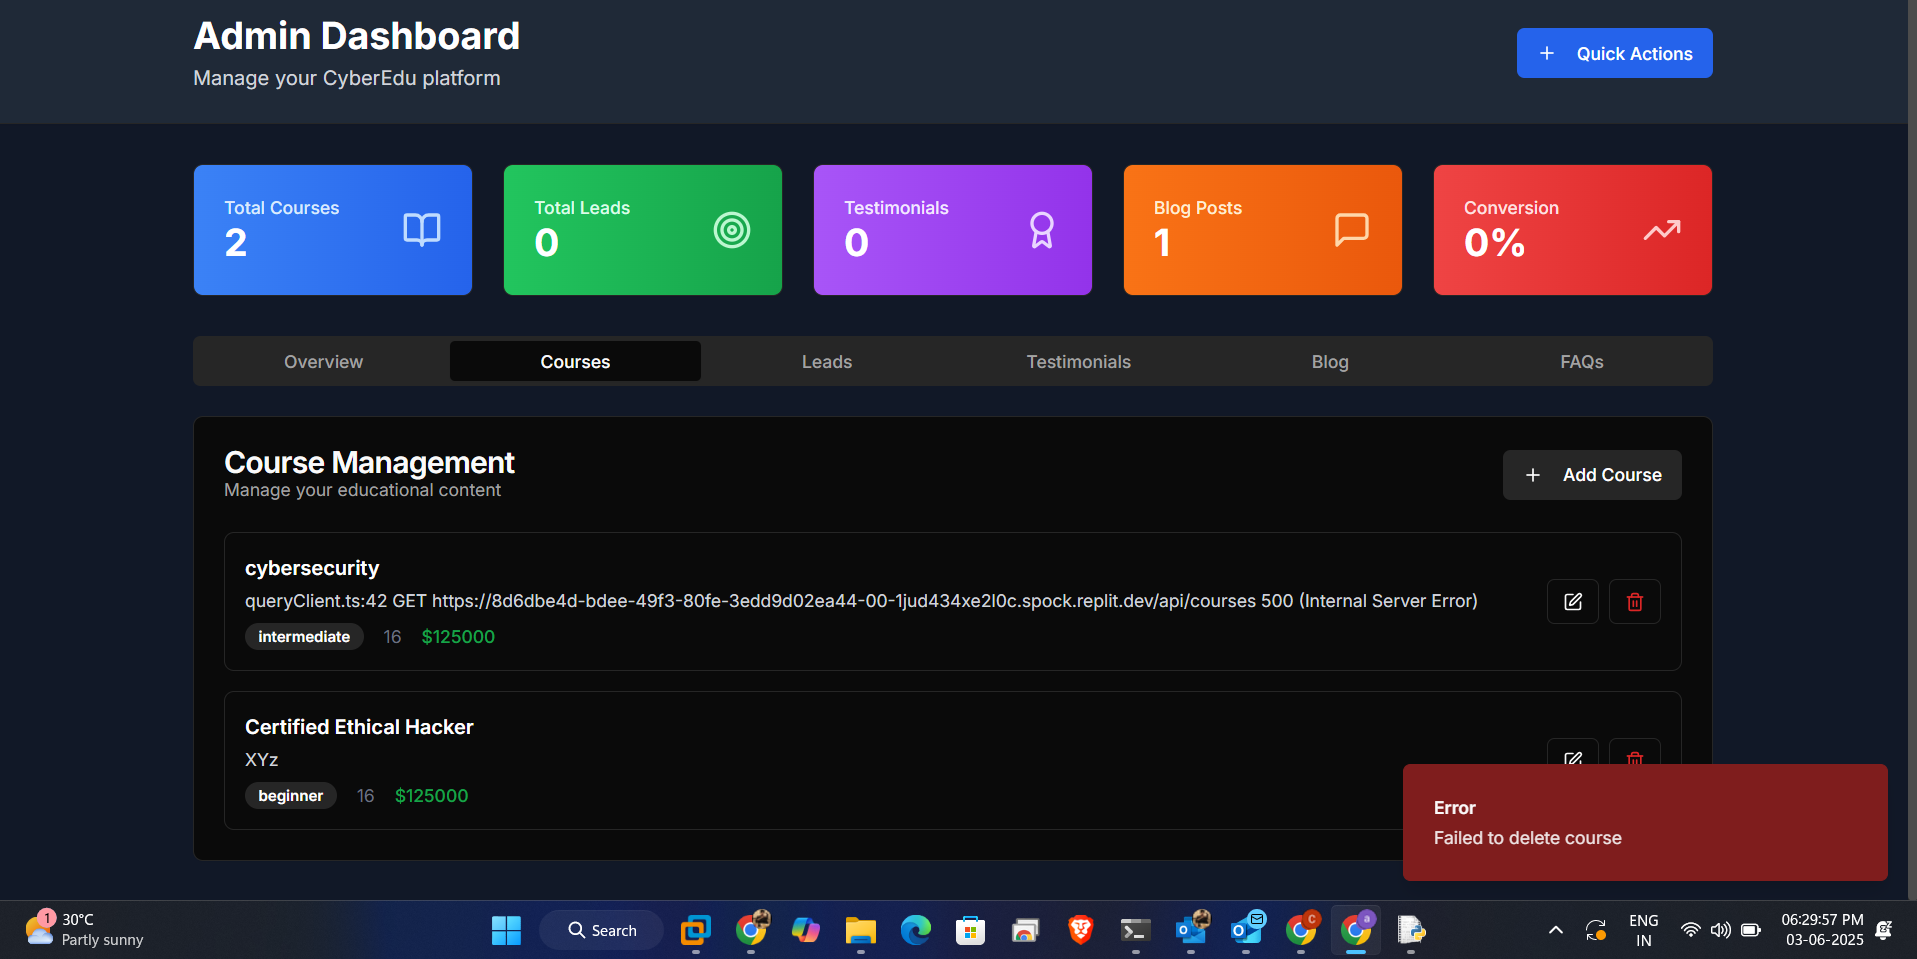 Admin Dashboard
Manage your CyberEdu platform
Quick Actions
Total Courses
2
Total Leads
0
Testimonials
0
Blog Posts
1
Conversion
0%
Overview
Courses
Leads
Testimonials
Blog
FAQs
Course Management
Manage your educational content
Add Course
cybersecurity
queryClient.ts:42 GET https://8d6dbe4d-bdee-49f3-80fe-3edd9d02ea44-00-1jud434xe2l0c.spock.replit.dev/api/courses 500 (Internal Server Error)
intermediate 16 $125000
Certified Ethical Hacker
XYz
beginner 16 $125000
Error
Failed to delete course
1
30°C
Partly sunny
Search
C
a
ENG
IN
06:29:57 PM
03-06-2025